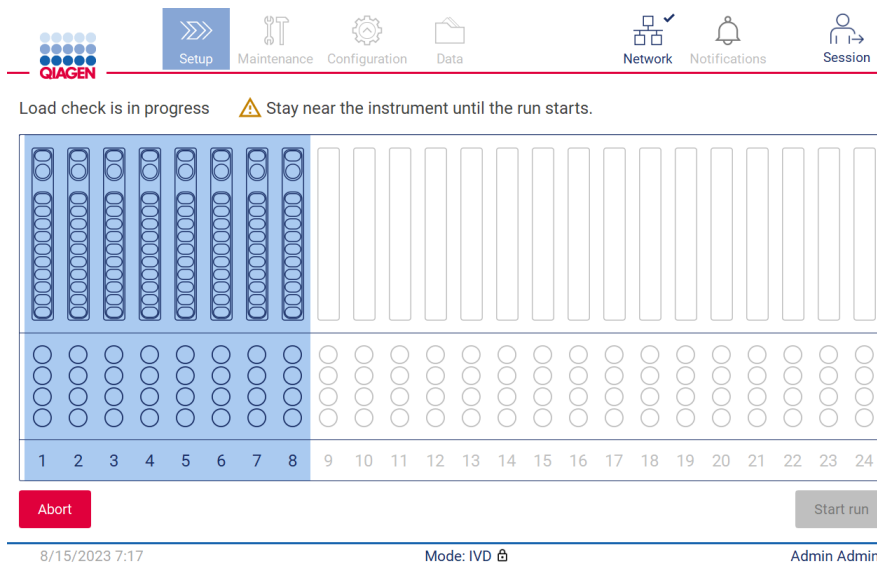 QIAGEN
Setup Maintenance Configuration Data Network Notifications Session
Load check is in progress Stay near the instrument until the run starts.
1 2 3 4 5 6 7 8 9 10 11 12 13 14 15 16 17 18 19 20 21 22 23 24
Abort Start run
8/15/2023 7:17 Mode: IVD Admin Admin